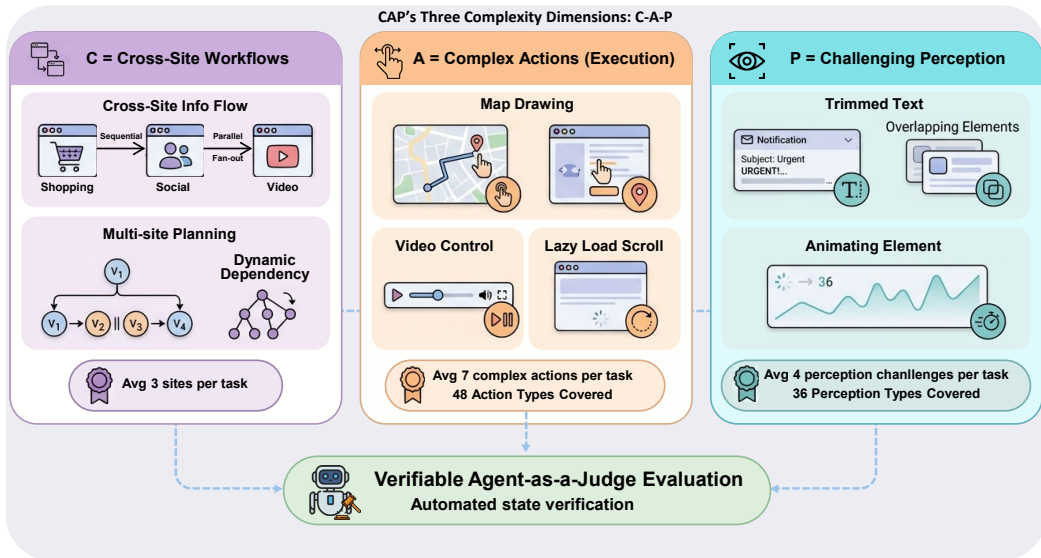 CAP's Three Complexity Dimensions: C-A-P
C = Cross-Site Workflows
Cross-Site Info Flow
Sequential
Parallel
Fan-out
Shopping
Social
Video
Multi-site Planning
Dynamic
Dependency
V₁
V₁
V₂
||
V₃
V₄
Avg 3 sites per task
A = Complex Actions (Execution)
Map Drawing
Video Control
Lazy Load Scroll
Avg 7 complex actions per task
48 Action Types Covered
P = Challenging Perception
Trimmed Text
Overlapping Elements
Notification
Subject: Urgent
URGENT!...
...
T
Animating Element
→ 36
Avg 4 perception challenges per task
36 Perception Types Covered
Verifiable Agent-as-a-Judge Evaluation
Automated state verification